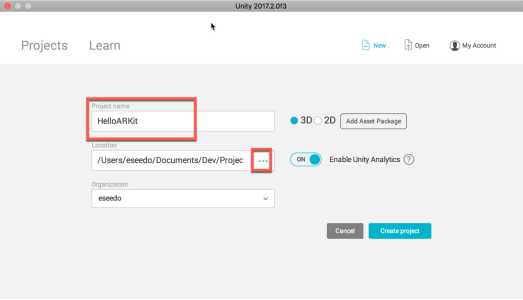 Unity 2017.2.0f3
Projects
Learn
New
Open
My Account
Project name
HelloARKit
3D
2D
Add Asset Package
Location
/Users/eseedo/Documents/Dev/Projec
...
ON
Enable Unity Analytics
?
Organization
eseedo
Cancel
Create project